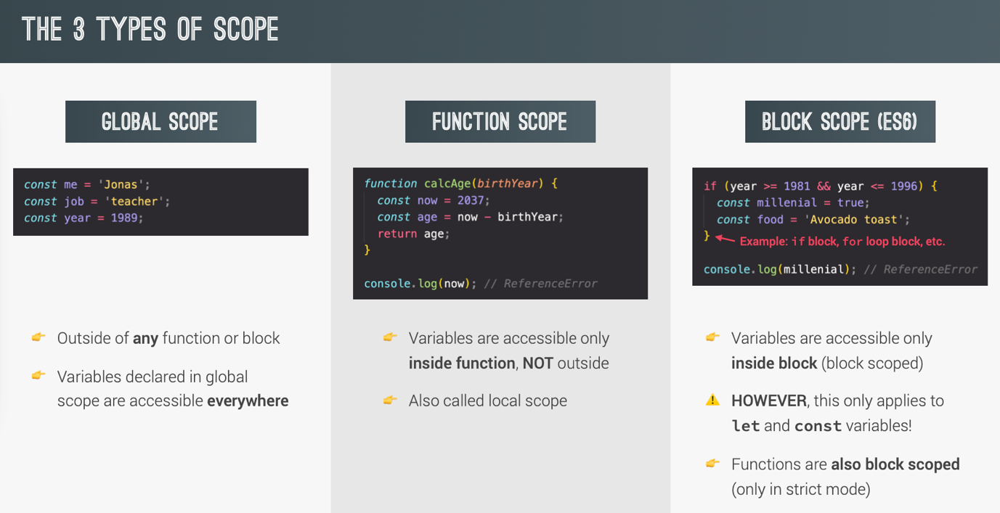 THE 3 TYPES OF SCOPE
GLOBAL SCOPE
const me = 'Jonas';
const job = 'teacher';
const year = 1989;
Outside of any function or block
Variables declared in global
scope are accessible everywhere
FUNCTION SCOPE
function calcAge(birthYear) {
  const now = 2037;
  const age = now - birthYear;
  return age;
}
console.log(now); // ReferenceError
Variables are accessible only
inside function, NOT outside
Also called local scope
BLOCK SCOPE (ES6)
if (year >= 1981 && year <= 1996) {
  const millenial = true;
  const food = 'Avocado toast';
} Example: if block, for loop block, etc.
console.log(millenial); // ReferenceError
Variables are accessible only
inside block (block scoped)
HOWEVER, this only applies to
let and const variables!
Functions are also block scoped
(only in strict mode)